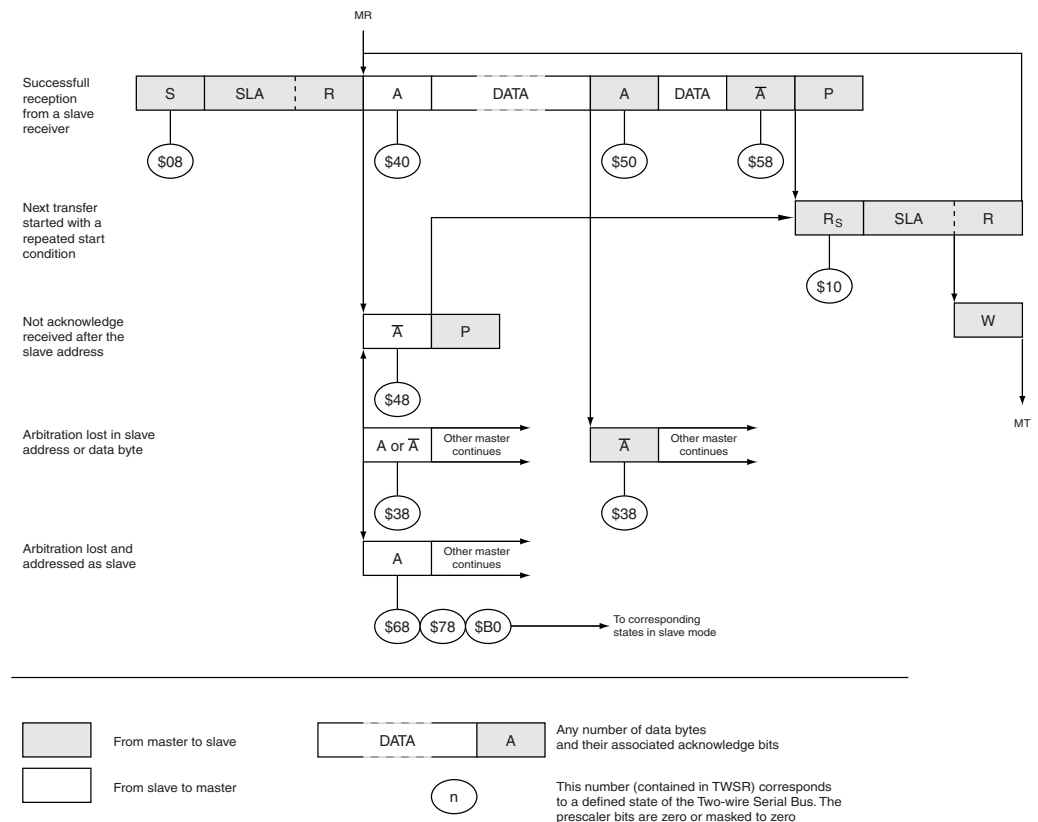 MR
Successfull
reception
from a slave
receiver
S SLA R A DATA A DATA A̅ P
$08 $40 $50 $58
Next transfer
started with a
repeated start
condition
RS SLA R
$10
Not acknowledge
received after the
slave address
A̅ P
W
$48
MT
Arbitration lost in slave
address or data byte
A or A̅ Other master
continues
A̅ Other master
continues
$38 $38
Arbitration lost and
addressed as slave
A Other master
continues
$68 $78 $B0
To corresponding
states in slave mode
From master to slave
DATA A
Any number of data bytes
and their associated acknowledge bits
From slave to master
n
This number (contained in TWSR) corresponds
to a defined state of the Two-wire Serial Bus. The
prescaler bits are zero or masked to zero